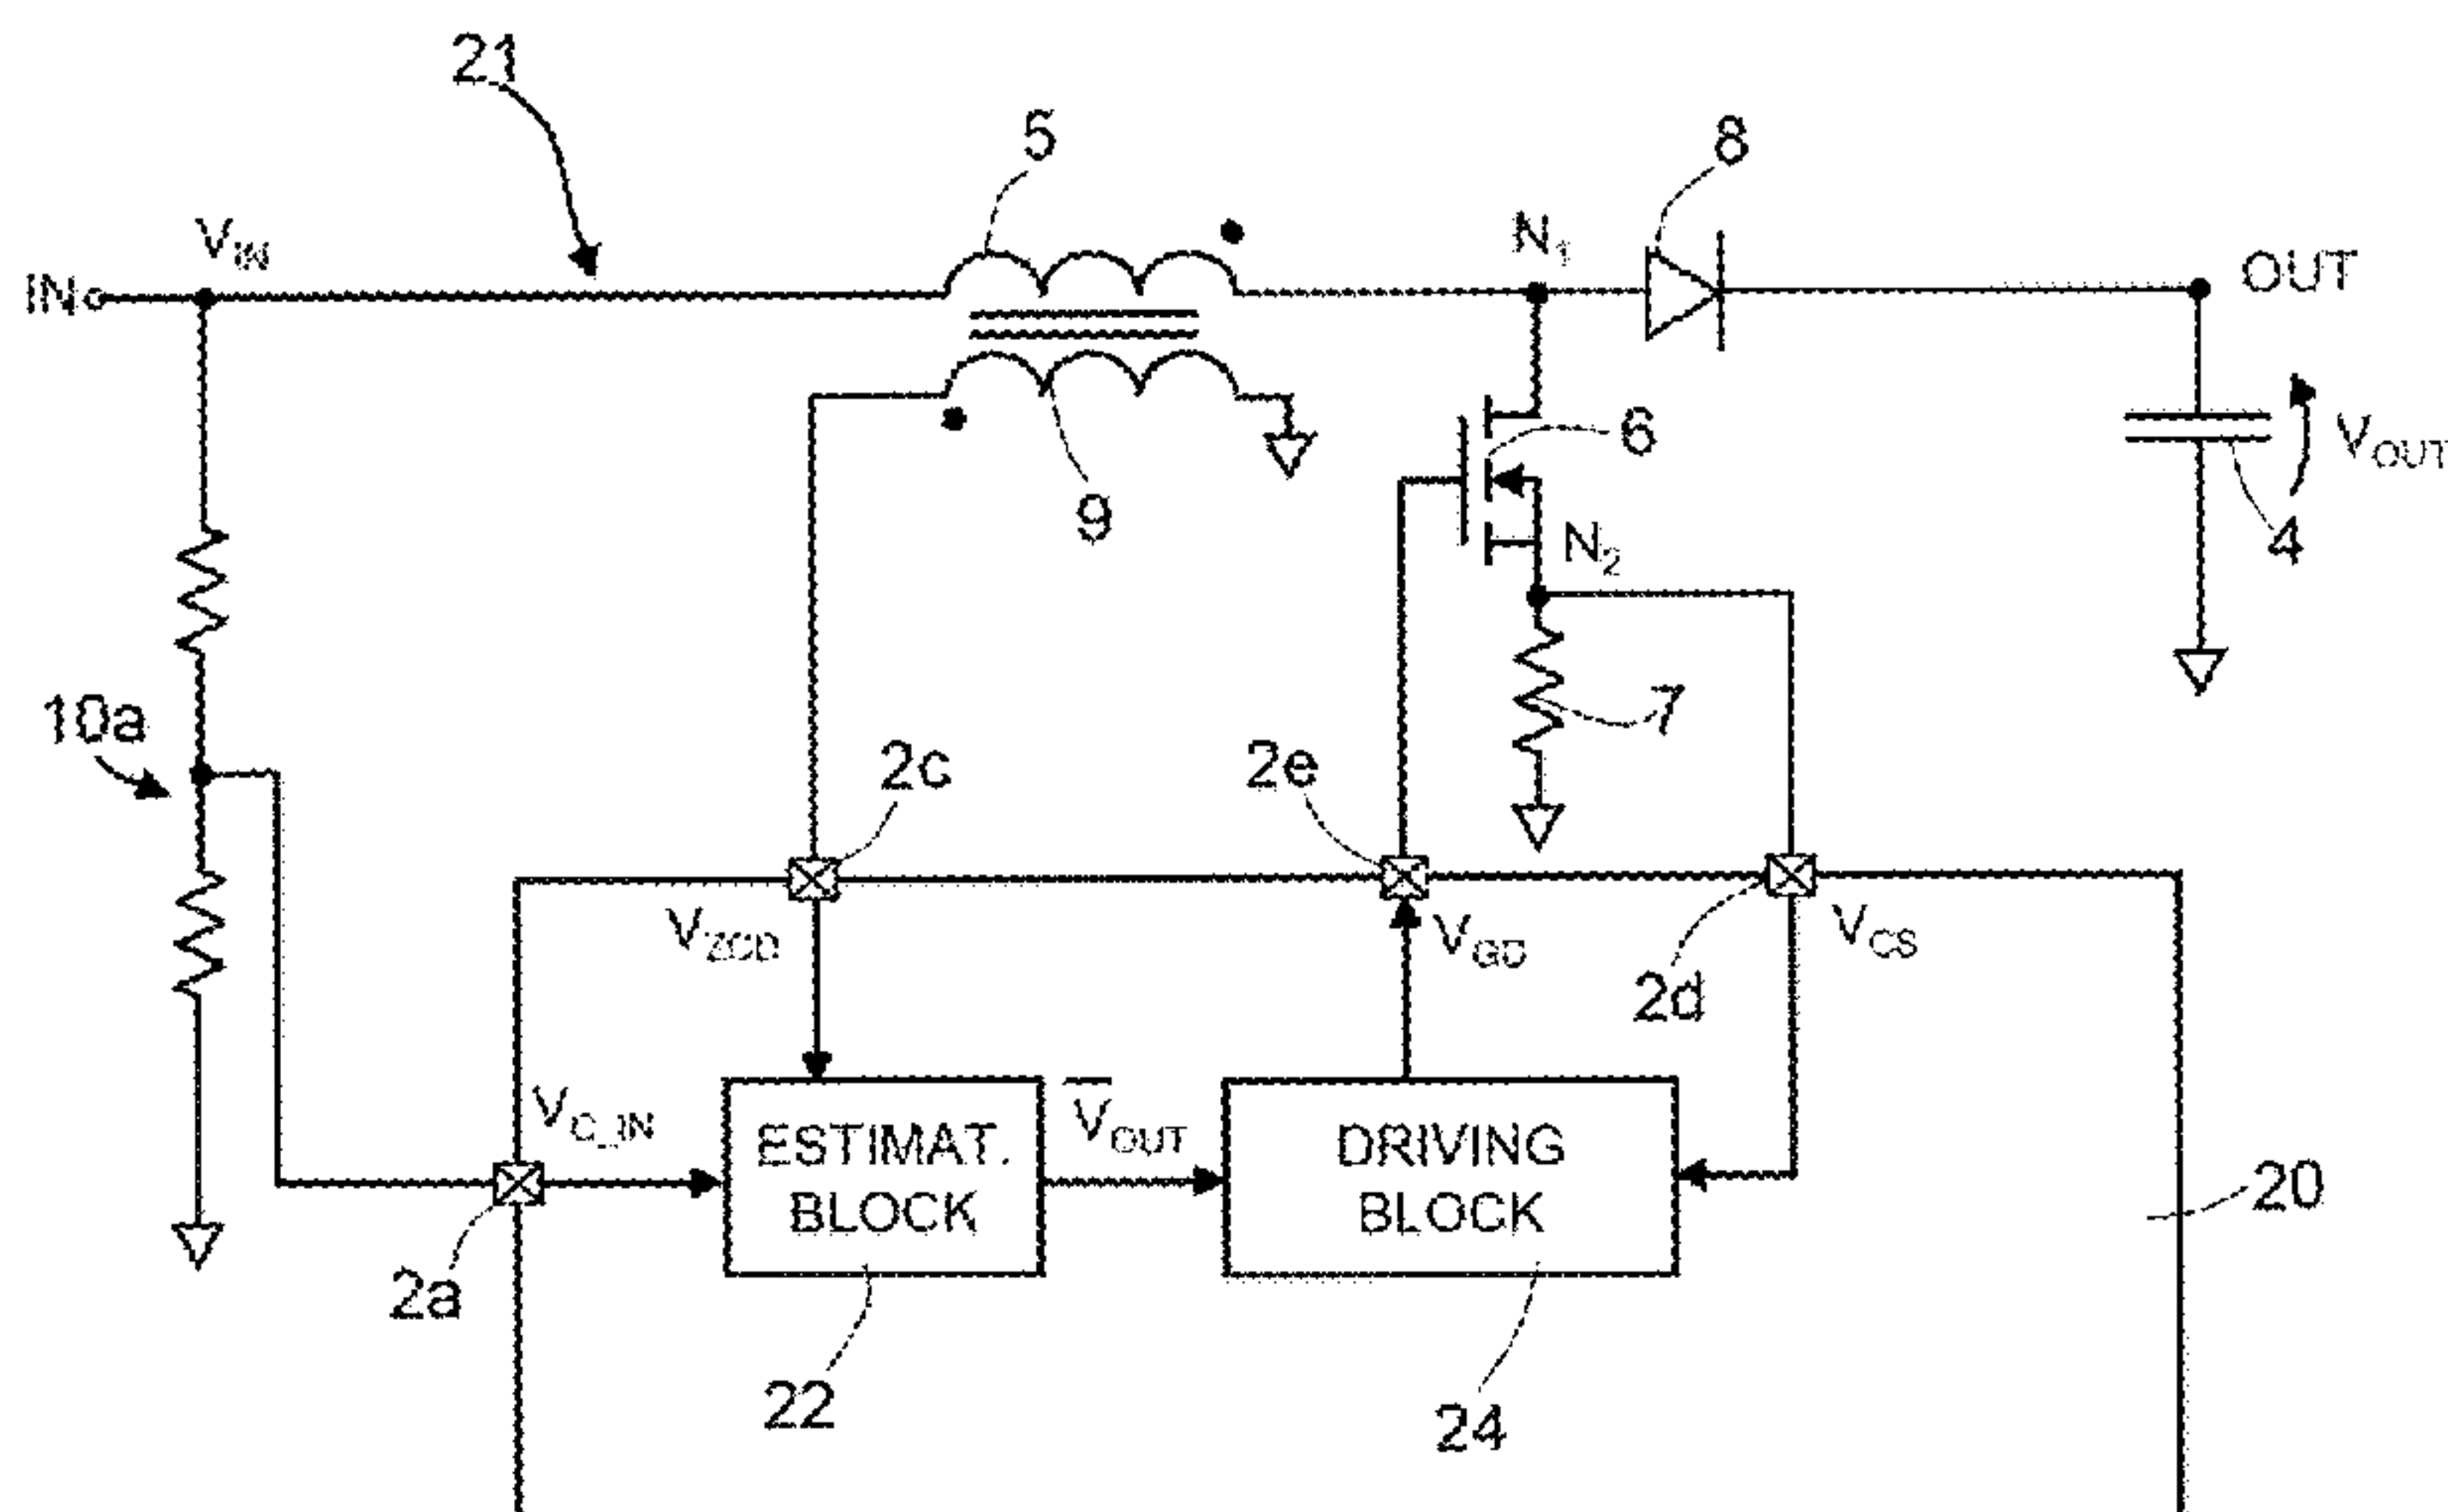 21
5
8
V_IN
N_1
IN
OUT
6
V_OUT
9
N_2
4
10a
7
2c
2e
V_ZCD
V_GD
V_CS
2d
V_C_IN
V̅_OUT
ESTIMAT.
BLOCK
DRIVING
BLOCK
20
2a
22
24